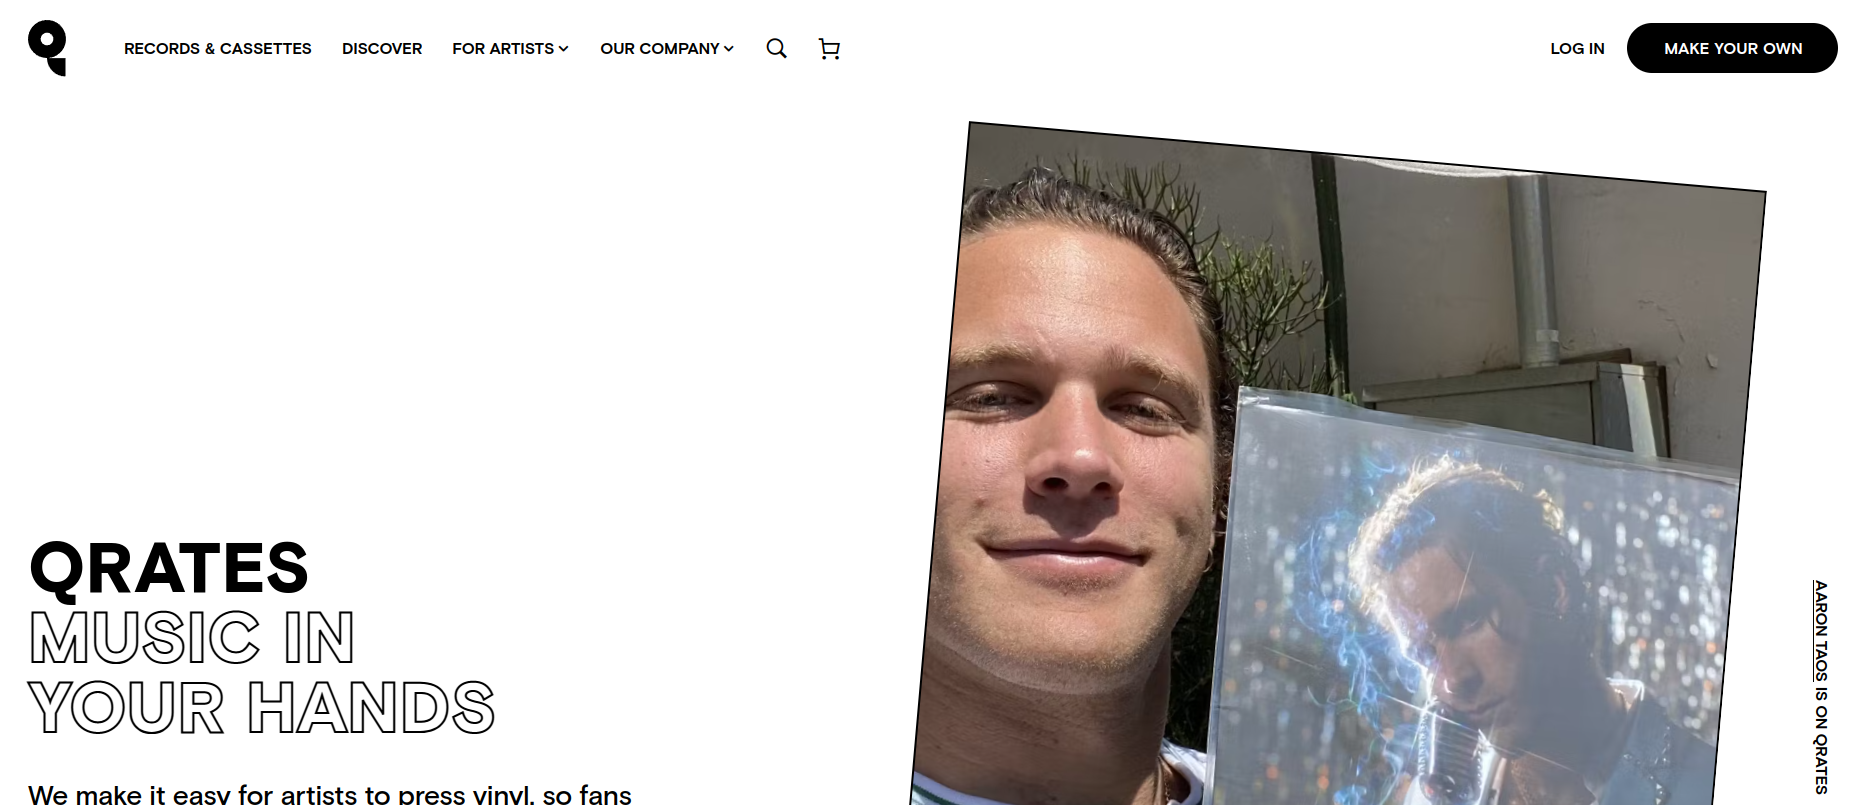 RECORDS & CASSETTES
DISCOVER
FOR ARTISTS
OUR COMPANY
LOG IN
MAKE YOUR OWN
QRATES
MUSIC IN
YOUR HANDS
We make it easy for artists to press vinyl, so fans
AARON TAOS IS ON QRATES